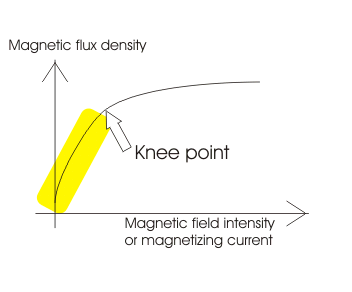 Magnetic flux density
Knee point
Magnetic field intensity
or magnetizing current